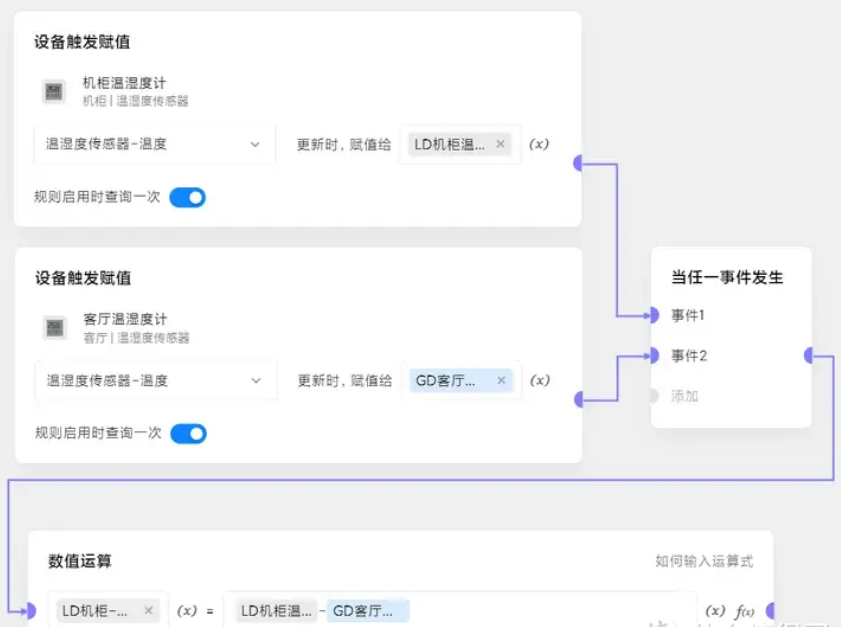 设备触发赋值
机柜温湿度计
机柜 | 温湿度传感器
温湿度传感器-温度 更新时, 赋值给 LD机柜温... × (x)
规则启用时查询一次
设备触发赋值
客厅温湿度计
客厅 | 温湿度传感器
温湿度传感器-温度 更新时, 赋值给 GD客厅... × (x)
规则启用时查询一次
当任一事件发生
事件1
事件2
添加
数值运算 如何输入运算式
LD机柜-... × (x) = LD机柜温... - GD客厅... (x) f(x)